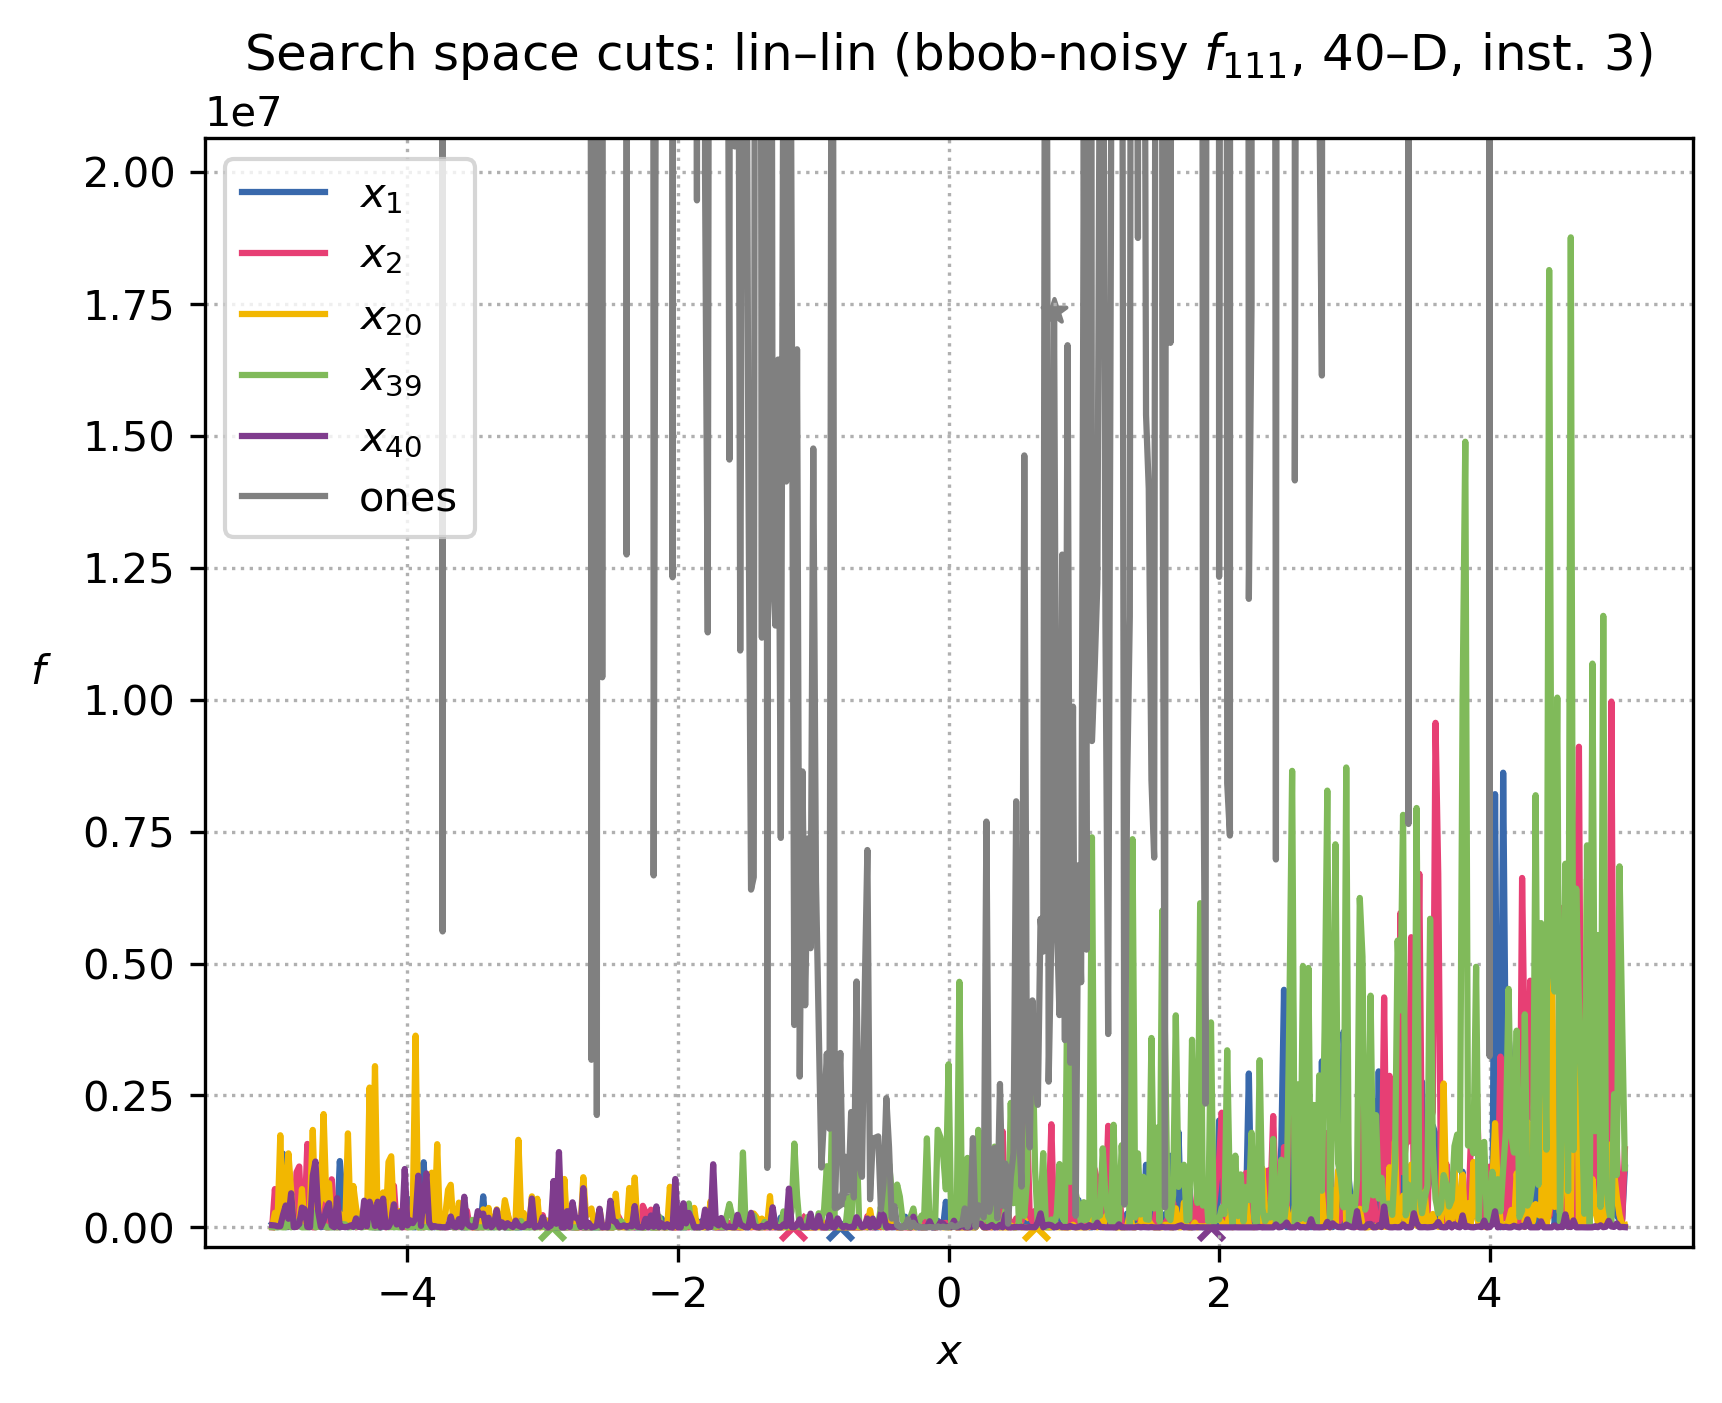 Search space cuts: lin–lin (bbob-noisy f₁₁₁, 40–D, inst. 3)
1e7
2.00
1.75
1.50
1.25
1.00
0.75
0.50
0.25
0.00
f
x₁
x₂
x₂₀
x₃₉
x₄₀
ones
−4
−2
0
2
4
x